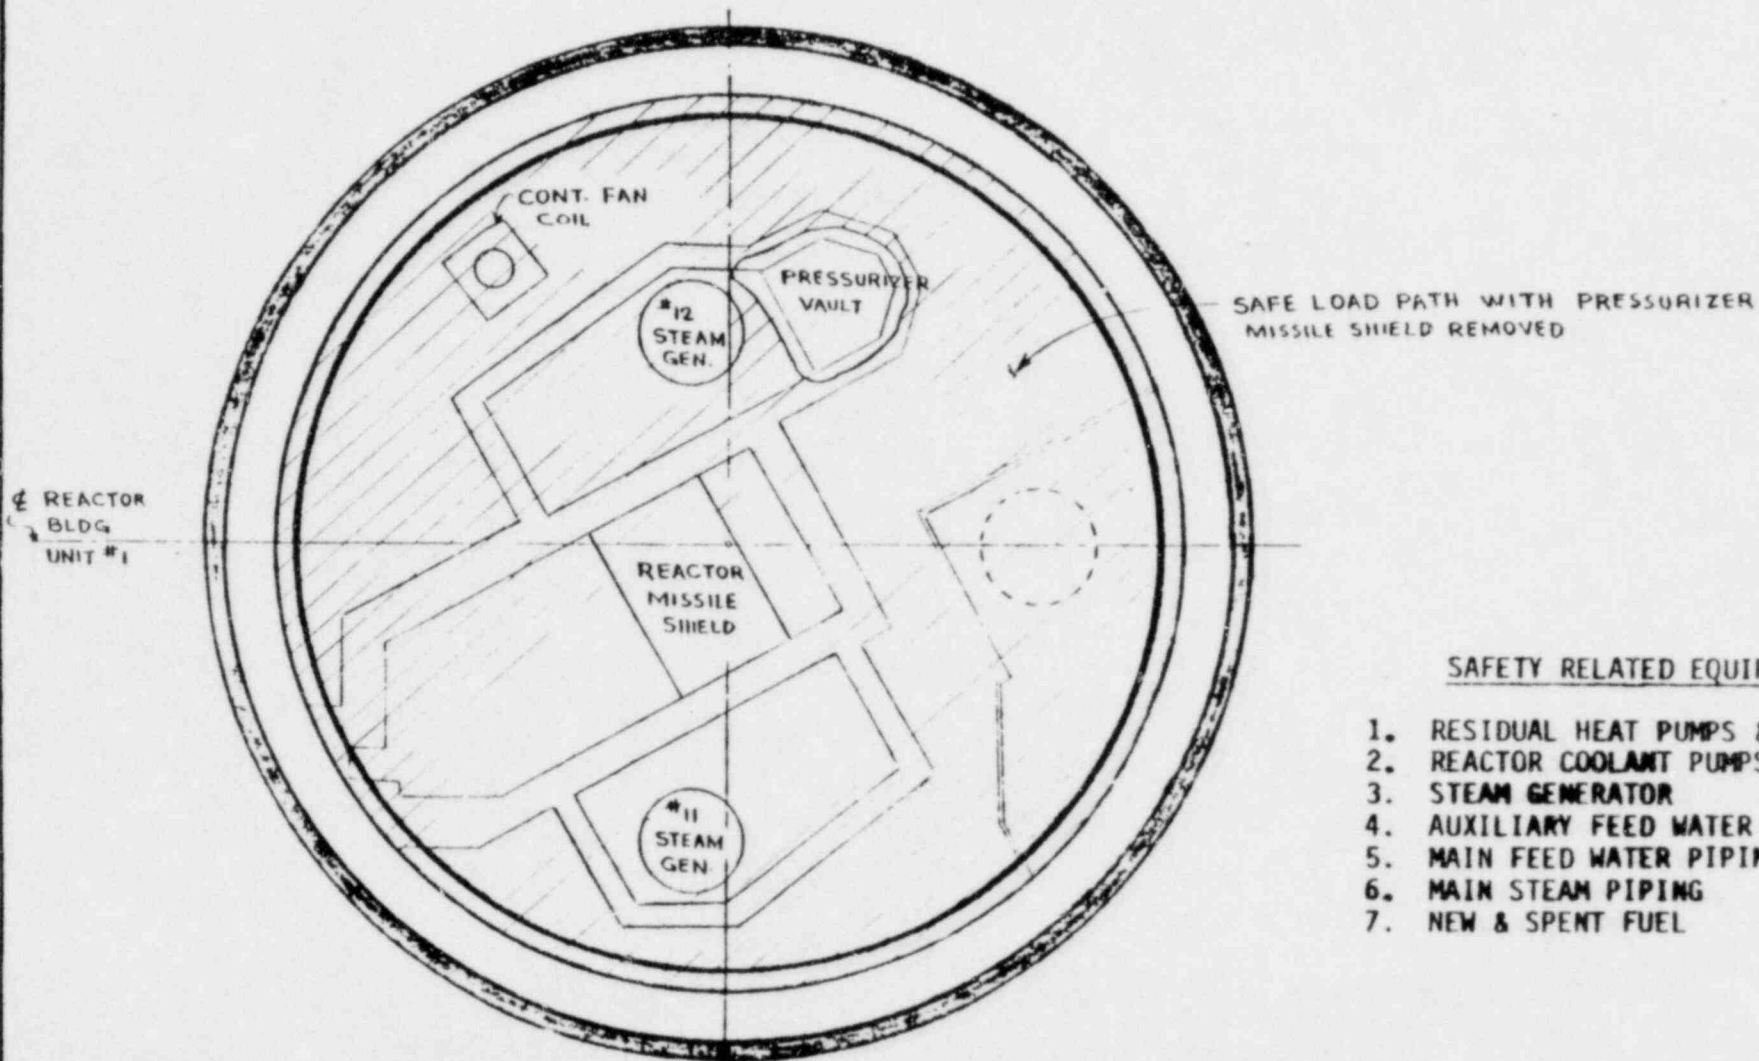 CONT. FAN
COIL
PRESSURIZER
VAULT
#12
STEAM
GEN.
SAFE LOAD PATH WITH PRESSURIZER
MISSILE SHIELD REMOVED
℄ REACTOR
BLDG
UNIT #1
REACTOR
MISSILE
SHIELD
#11
STEAM
GEN.
SAFETY RELATED
1. RESIDUAL HEAT PUMPS
2. REACTOR COOLANT PUMPS
3. STEAM GENERATOR
4. AUXILIARY FEED WATER
5. MAIN FEED WATER
6. MAIN STEAM PIPING
7. NEW & SPENT FUEL